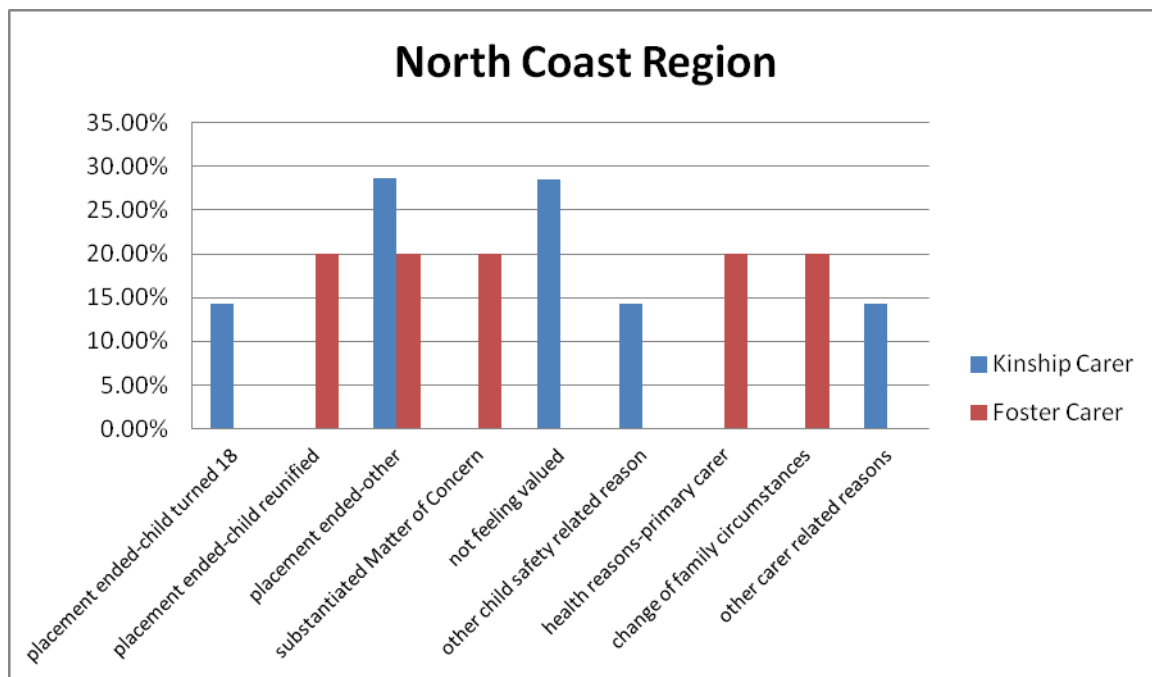 North Coast Region
35.00%
30.00%
25.00%
20.00%
15.00%
10.00%
5.00%
0.00%
placement ended-child turned 18
placement ended-child reunified
placement ended-other
substantiated Matter of Concern
not feeling valued
other child safety related reason
health reasons-primary carer
change of family circumstances
other carer related reasons
Kinship Carer
Foster Carer